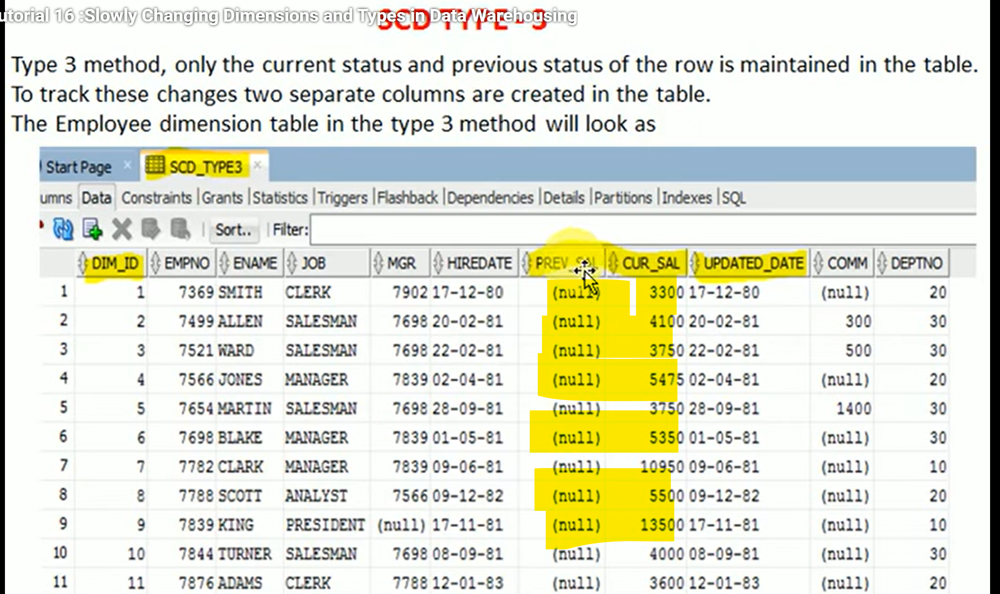 utorial 16 :Slowly Changing Dimensions and Types in Data Warehousing
SCD TYPE - 3
Type 3 method, only the current status and previous status of the row is maintained in the table.
To track these changes two separate columns are created in the table.
The Employee dimension table in the type 3 method will look as
Start Page SCD_TYPE3
umns Data Constraints Grants Statistics Triggers Flashback Dependencies Details Partitions Indexes SQL
Sort.. Filter:
DIM_ID EMPNO ENAME JOB MGR HIREDATE PREV_SAL CUR_SAL UPDATED_DATE COMM DEPTNO
1 1 7369 SMITH CLERK 7902 17-12-80 (null) 3300 17-12-80 (null) 20
2 2 7499 ALLEN SALESMAN 7698 20-02-81 (null) 4100 20-02-81 300 30
3 3 7521 WARD SALESMAN 7698 22-02-81 (null) 3750 22-02-81 500 30
4 4 7566 JONES MANAGER 7839 02-04-81 (null) 5475 02-04-81 (null) 20
5 5 7654 MARTIN SALESMAN 7698 28-09-81 (null) 3750 28-09-81 1400 30
6 6 7698 BLAKE MANAGER 7839 01-05-81 (null) 5350 01-05-81 (null) 30
7 7 7782 CLARK MANAGER 7839 09-06-81 (null) 10950 09-06-81 (null) 10
8 8 7788 SCOTT ANALYST 7566 09-12-82 (null) 5500 09-12-82 (null) 20
9 9 7839 KING PRESIDENT (null) 17-11-81 (null) 13500 17-11-81 (null) 10
10 10 7844 TURNER SALESMAN 7698 08-09-81 (null) 4000 08-09-81 (null) 30
11 11 7876 ADAMS CLERK 7788 12-01-83 (null) 3600 12-01-83 (null) 20